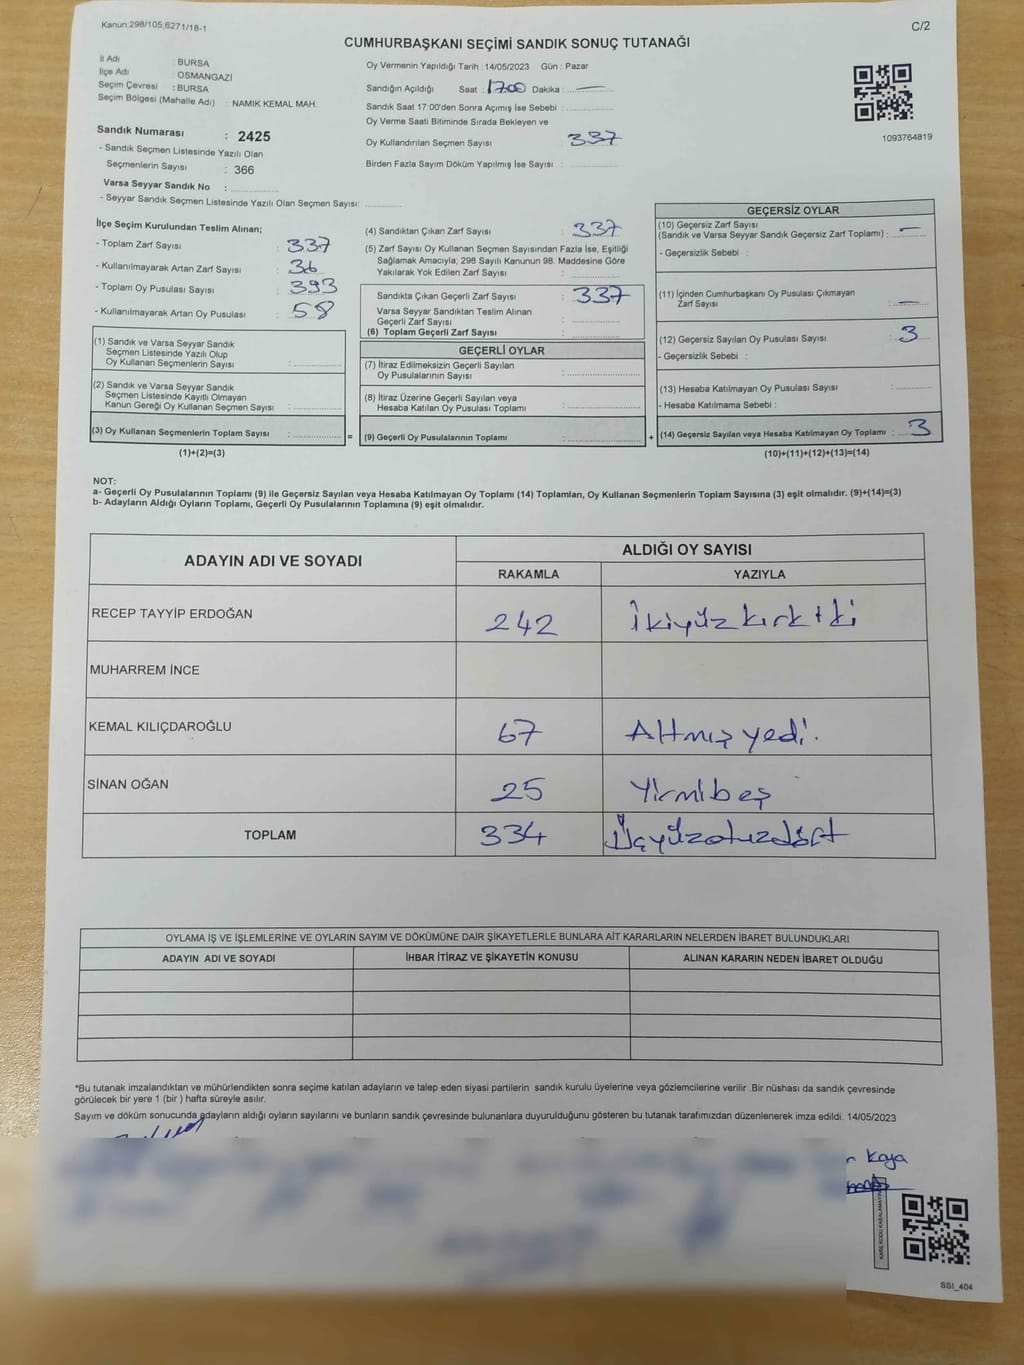 Kanun;298/105,6271/18-1
C/2
CUMHURBAŞKANI SEÇİMİ SANDIK SONUÇ TUTANAĞI
İl Adı : BURSA
İlçe Adı : OSMANGAZİ
Seçim Çevresi : BURSA
Seçim Bölgesi (Mahalle Adı) : NAMIK KEMAL MAH.
Sandık Numarası : 2425
- Sandık Seçmen Listesinde Yazılı Olan
Seçmenlerin Sayısı : 366
Varsa Seyyar Sandık No : ..............
- Seyyar Sandık Seçmen Listesinde Yazılı Olan Seçmen Sayısı: ............
Oy Vermenin Yapıldığı Tarih : 14/05/2023 Gün : Pazar
Sandığın Açıldığı Saat : 17.00 Dakika : —
Sandık Saat 17:00'den Sonra Açımış İse Sebebi : ..............
Oy Verme Saati Bitiminde Sırada Bekleyen ve
Oy Kullandırılan Seçmen Sayısı : 337
Birden Fazla Sayım Döküm Yapılmış İse Sayısı : ..............
1093764819
İlçe Seçim Kurulundan Teslim Alınan;
- Toplam Zarf Sayısı : 337
- Kullanılmayarak Artan Zarf Sayısı : 36
- Toplam Oy Pusulası Sayısı : 393
- Kullanılmayarak Artan Oy Pusulası : 58
(1) Sandık ve Varsa Seyyar Sandık
Seçmen Listesinde Yazılı Olup
Oy Kullanan Seçmenlerin Sayısı : ..............
(2) Sandık ve Varsa Seyyar Sandık
Seçmen Listesinde Kayıtlı Olmayan
Kanun Gereği Oy Kullanan Seçmen Sayısı : ..............
(3) Oy Kullanan Seçmenlerin Toplam Sayısı : .............. =
(1)+(2)=(3)
(4) Sandıktan Çıkan Zarf Sayısı : 337
(5) Zarf Sayısı Oy Kullanan Seçmen Sayısından Fazla İse, Eşitliği
Sağlamak Amacıyla; 298 Sayılı Kanunun 98. Maddesine Göre
Yakılarak Yok Edilen Zarf Sayısı : ..............
Sandıkta Çıkan Geçerli Zarf Sayısı : 337
Varsa Seyyar Sandıktan Teslim Alınan
Geçerli Zarf Sayısı : ..............
(6) Toplam Geçerli Zarf Sayısı : ..............
GEÇERLİ OYLAR
(7) İtiraz Edilmeksizin Geçerli Sayılan
Oy Pusulalarının Sayısı : ..............
(8) İtiraz Üzerine Geçerli Sayılan veya
Hesaba Katılan Oy Pusulası Toplamı : ..............
(9) Geçerli Oy Pusulalarının Toplamı : .............. +
GEÇERSİZ OYLAR
(10) Geçersiz Zarf Sayısı
(Sandık ve Varsa Seyyar Sandık Geçersiz Zarf Toplamı) : —
- Geçersizlik Sebebi :
(11) İçinden Cumhurbaşkanı Oy Pusulası Çıkmayan
Zarf Sayısı : —
(12) Geçersiz Sayılan Oy Pusulası Sayısı : 3
- Geçersizlik Sebebi :
(13) Hesaba Katılmayan Oy Pusulası Sayısı : ............
- Hesaba Katılmama Sebebi :
(14) Geçersiz Sayılan veya Hesaba Katılmayan Oy Toplamı : 3
(10)+(11)+(12)+(13)=(14)
NOT:
a- Geçerli Oy Pusulalarının Toplamı (9) ile Geçersiz Sayılan veya Hesaba Katılmayan Oy Toplamı (14) Toplamları, Oy Kullanan Seçmenlerin Toplam Sayısına (3) eşit olmalıdır. (9)+(14)=(3)
b- Adayların Aldığı Oyların Toplamı, Geçerli Oy Pusulalarının Toplamına (9) eşit olmalıdır.
ADAYIN ADI VE SOYADI
ALDIĞI OY SAYISI
RAKAMLA YAZIYLA
RECEP TAYYİP ERDOĞAN 242 İkiyüz kırk iki
MUHARREM İNCE
KEMAL KILIÇDAROĞLU 67 Altmış yedi.
SİNAN OĞAN 25 Yirmibeş
TOPLAM 334 Üçyüzotuzdört
OYLAMA İŞ VE İŞLEMLERİNE VE OYLARIN SAYIM VE DÖKÜMÜNE DAİR ŞİKAYETLERLE BUNLARA AİT KARARLARIN NELERDEN İBARET BULUNDUKLARI
ADAYIN ADI VE SOYADI İHBAR İTİRAZ VE ŞİKAYETİN KONUSU ALINAN KARARIN NEDEN İBARET OLDUĞU
*Bu tutanak imzalandıktan ve mühürlendikten sonra seçime katılan adayların ve talep eden siyasi partilerin sandık kurulu üyelerine veya gözlemcilerine verilir .Bir nüshası da sandık çevresinde
görülecek bir yere 1 (bir ) hafta süreyle asılır.
Sayım ve döküm sonucunda adayların aldığı oyların sayılarını ve bunların sandık çevresinde bulunanlara duyurulduğunu gösteren bu tutanak tarafımızdan düzenlenerek imza edildi. 14/05/2023
Kaya
KARE KODU KARALAMAYINIZ
SSI_404